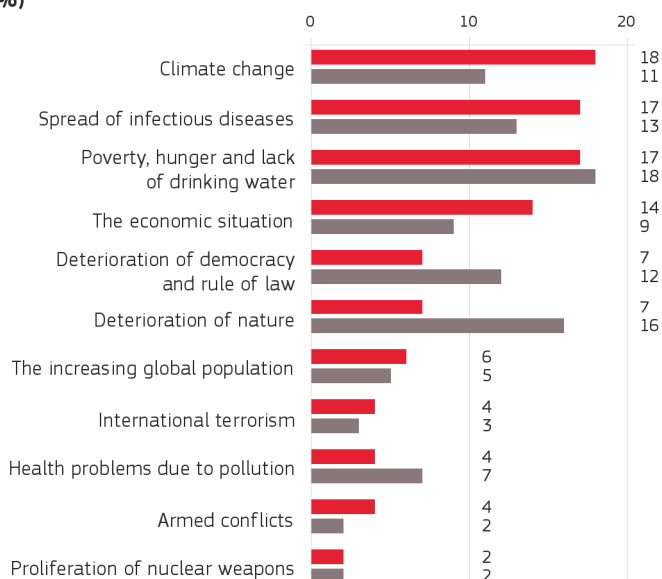 %)
0 10 20
Climate change 18
11
Spread of infectious diseases 17
13
Poverty, hunger and lack 17
of drinking water 18
The economic situation 14
9
Deterioration of democracy 7
and rule of law 12
Deterioration of nature 7
16
The increasing global population 6
5
International terrorism 4
3
Health problems due to pollution 4
7
Armed conflicts 4
2
Proliferation of nuclear weapons 2
2